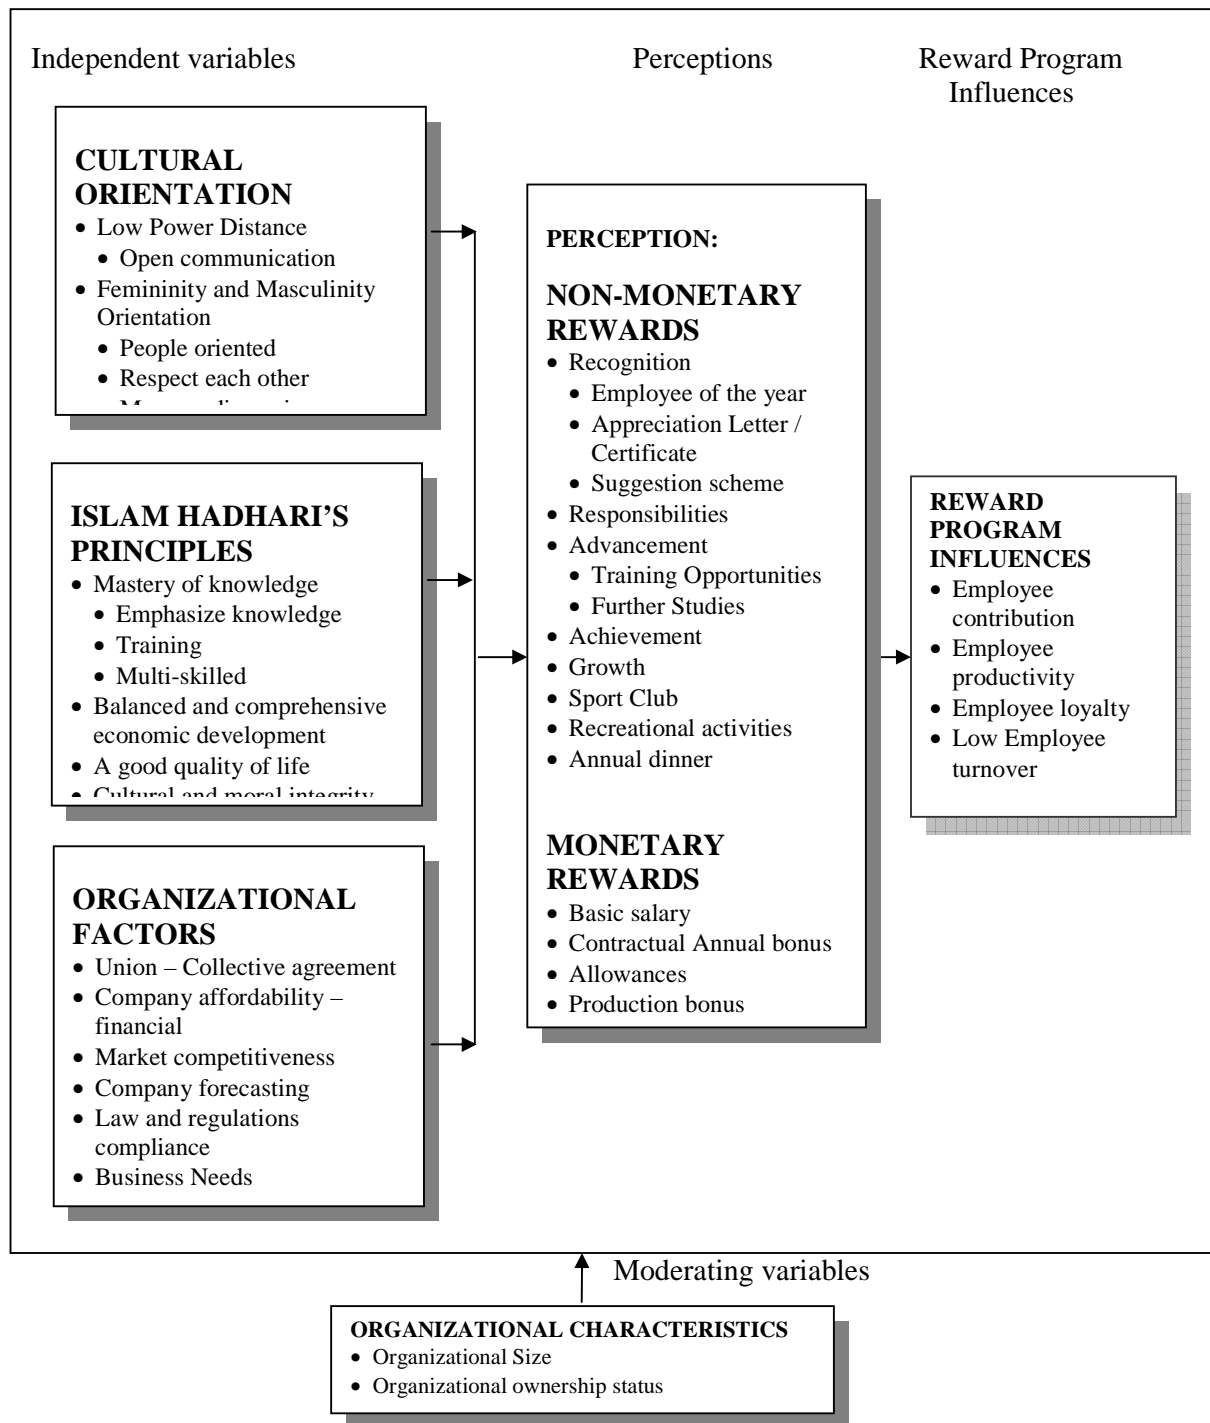 Independent variables
Perceptions
Reward Program
Influences
CULTURAL
ORIENTATION
• Low Power Distance
• Open communication
• Femininity and Masculinity
Orientation
• People oriented
• Respect each other
ISLAM HADHARI’S
PRINCIPLES
• Mastery of knowledge
• Emphasize knowledge
• Training
• Multi-skilled
• Balanced and comprehensive
economic development
• A good quality of life
• Cultural and moral integrity
ORGANIZATIONAL
FACTORS
• Union – Collective agreement
• Company affordability –
financial
• Market competitiveness
• Company forecasting
• Law and regulations
compliance
• Business Needs
PERCEPTION:
NON-MONETARY
REWARDS
• Recognition
• Employee of the year
• Appreciation Letter /
Certificate
• Suggestion scheme
• Responsibilities
• Advancement
• Training Opportunities
• Further Studies
• Achievement
• Growth
• Sport Club
• Recreational activities
• Annual dinner
MONETARY
REWARDS
• Basic salary
• Contractual Annual bonus
• Allowances
• Production bonus
REWARD
PROGRAM
INFLUENCES
• Employee
contribution
• Employee
productivity
• Employee loyalty
• Low Employee
turnover
Moderating variables
ORGANIZATIONAL CHARACTERISTICS
• Organizational Size
• Organizational ownership status